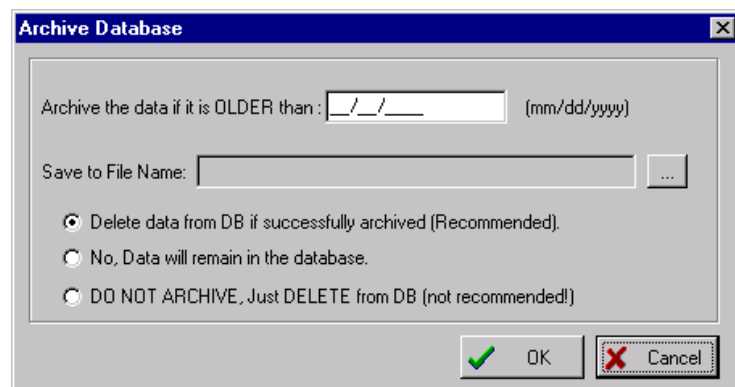 Archive Database
Archive the data if it is OLDER than : __/__/____ (mm/dd/yyyy)
Save to File Name: ...
Delete data from DB if successfully archived (Recommended).
No, Data will remain in the database.
DO NOT ARCHIVE, Just DELETE from DB (not recommended!)
OK Cancel